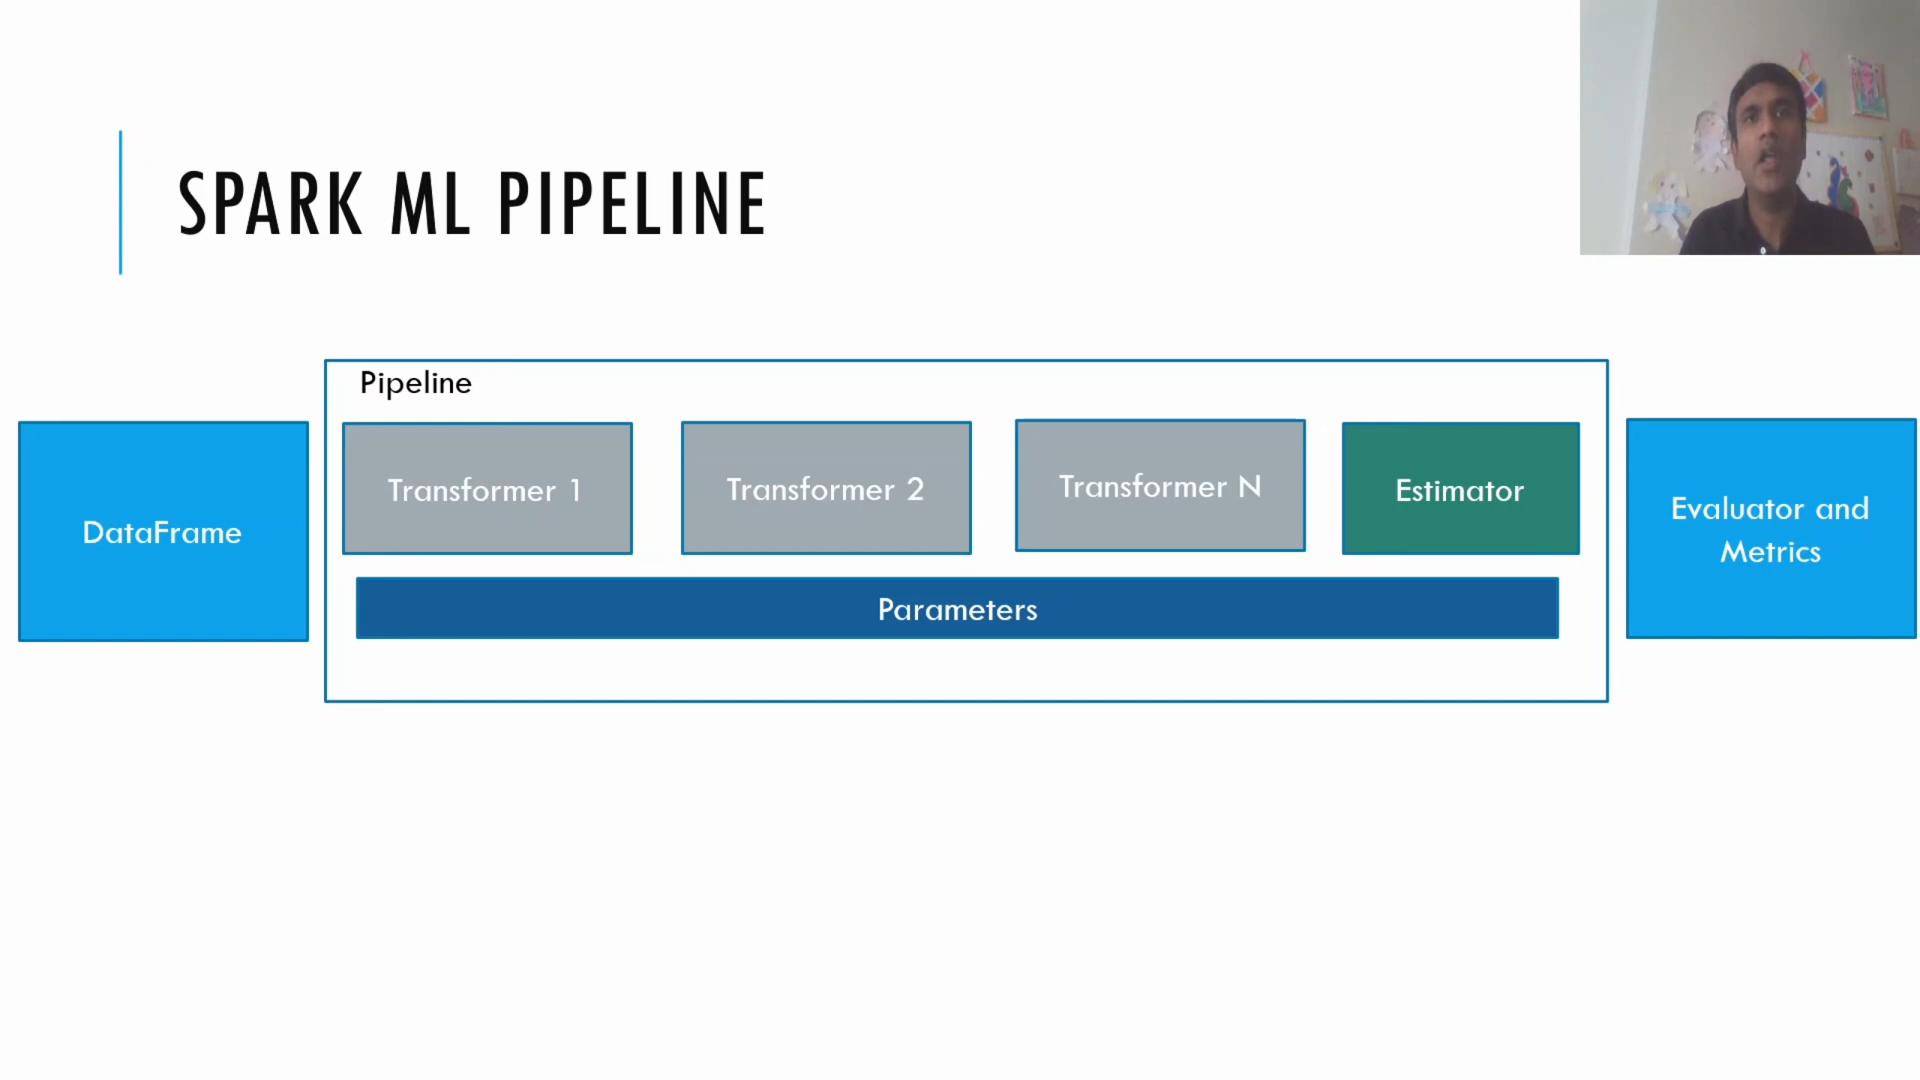 SPARK ML PIPELINE
Pipeline
DataFrame
Transformer 1
Transformer 2
Transformer N
Estimator
Evaluator and
Metrics
Parameters